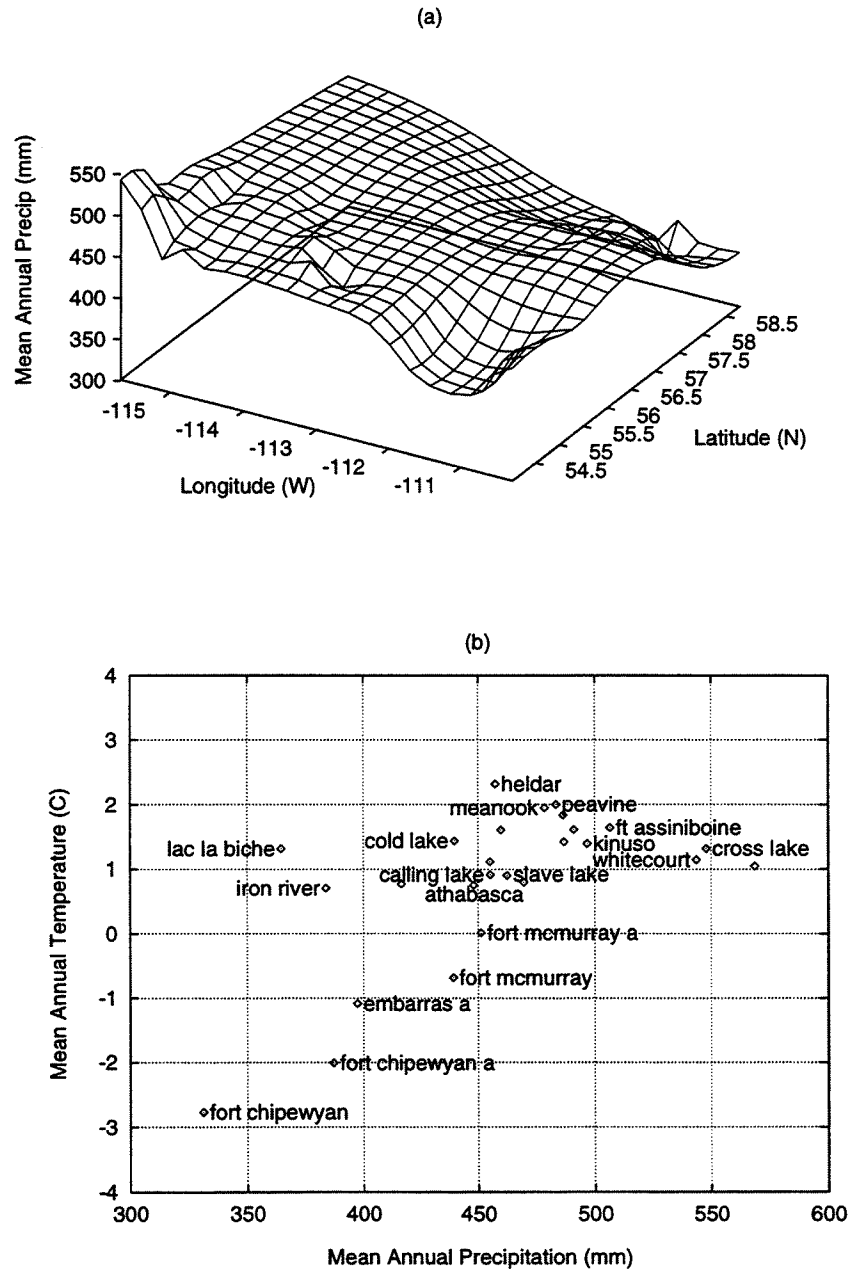 (a)
Mean Annual Precip (mm)
550
500
450
400
350
300
-115
-114
-113
-112
-111
Longitude (W)
58.5
58
57.5
57
56.5
56
55.5
55
54.5
Latitude (N)
(b)
Mean Annual Temperature (C)
4
3
2
1
0
-1
-2
-3
-4
heldar
meanook
peavine
ft assiniboine
cold lake
kinuso
lac la biche
cross lake
whitecourt
calling lake
slave lake
iron river
athabasca
fort mcmurray a
fort mcmurray
embarras a
fort chipewyan a
fort chipewyan
300
350
400
450
500
550
600
Mean Annual Precipitation (mm)